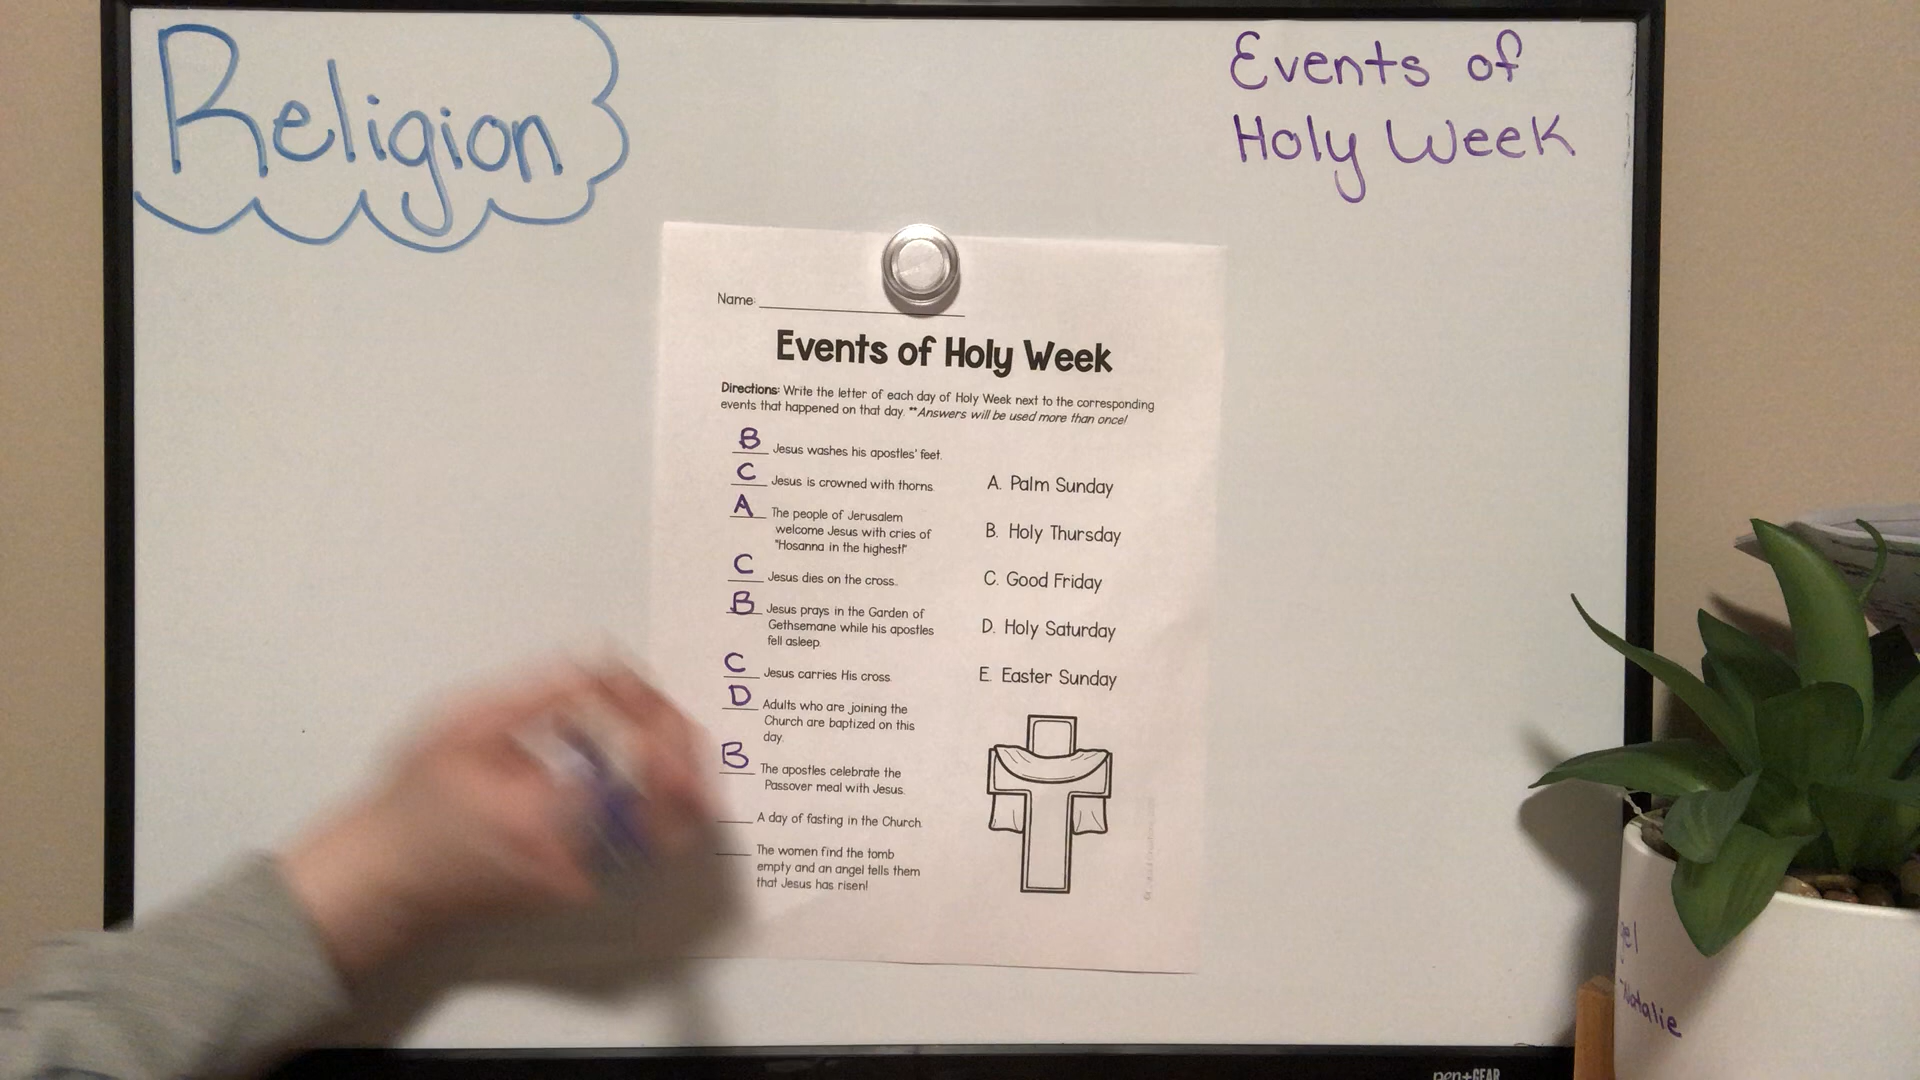 Religion
Events of
Holy Week
Name:
Events of Holy Week
Directions: Write the letter of each day of Holy Week next to the corresponding
events that happened on that day. **Answers will be used more than once!
B Jesus washes his apostles' feet.
C Jesus is crowned with thorns.
A The people of Jerusalem
welcome Jesus with cries of
"Hosanna in the highest!"
C Jesus dies on the cross.
B Jesus prays in the Garden of
Gethsemane while his apostles
fell asleep.
C Jesus carries His cross.
D Adults who are joining the
Church are baptized on this
day.
B The apostles celebrate the
Passover meal with Jesus.
A day of fasting in the Church.
The women find the tomb
empty and an angel tells them
that Jesus has risen!
A. Palm Sunday
B. Holy Thursday
C. Good Friday
D. Holy Saturday
E. Easter Sunday
gel
-Natalie
pen+GEAR